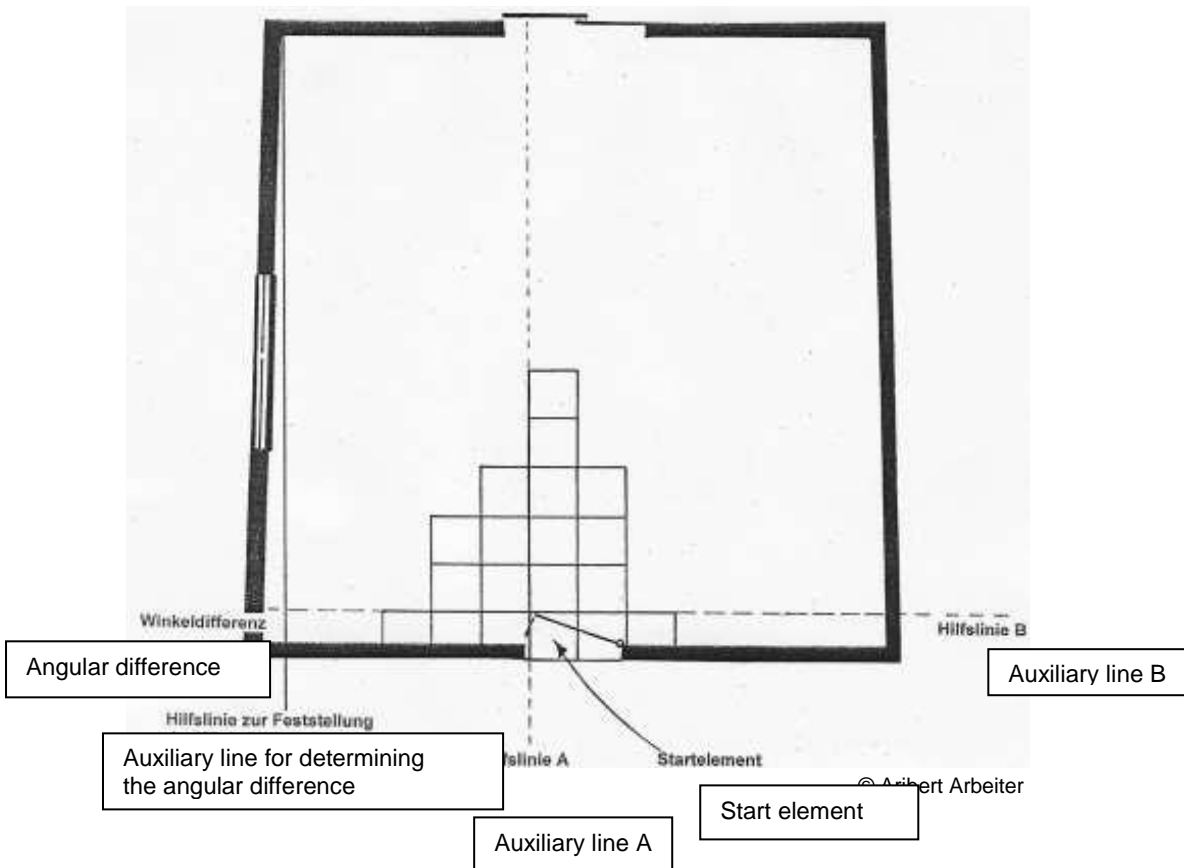 Winkeldifferenz
Hilfslinie B
Angular difference
Auxiliary line B
Hilfslinie zur Feststellung
Auxiliary line for determining
the angular difference
fslinie A
Startelement
© Aribert Arbeiter
Start element
Auxiliary line A